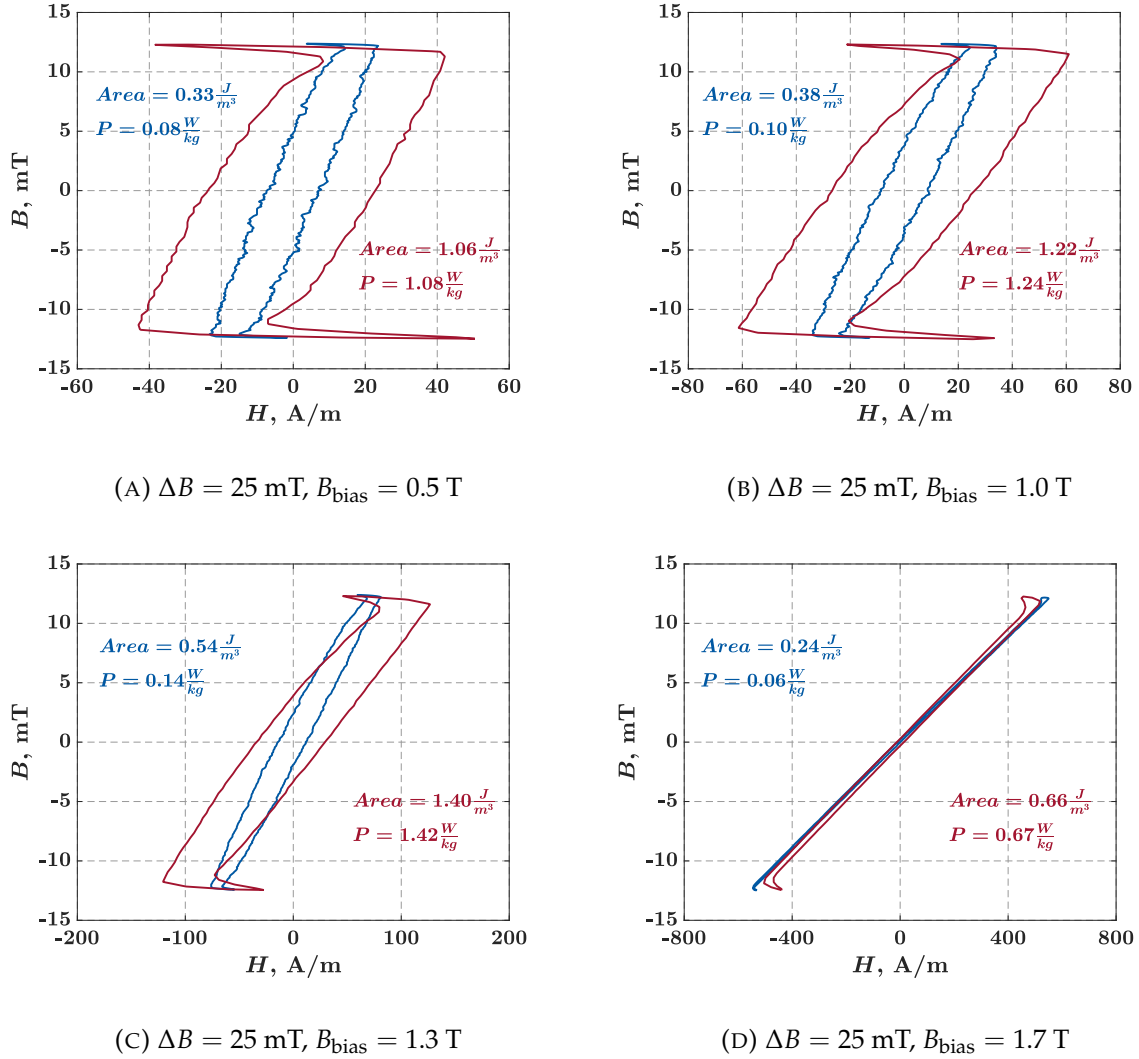 15
10
5
0
-5
-10
-15
B, mT
Area = 0.33 J/m³
P = 0.08 W/kg
Area = 1.06 J/m³
P = 1.08 W/kg
-60 -40 -20 0 20 40 60
H, A/m
(A) ΔB = 25 mT, B_bias = 0.5 T
15
10
5
0
-5
-10
-15
B, mT
Area = 0.38 J/m³
P = 0.10 W/kg
Area = 1.22 J/m³
P = 1.24 W/kg
-80 -60 -40 -20 0 20 40 60 80
H, A/m
(B) ΔB = 25 mT, B_bias = 1.0 T
15
10
5
0
-5
-10
-15
B, mT
Area = 0.54 J/m³
P = 0.14 W/kg
Area = 1.40 J/m³
P = 1.42 W/kg
-200 -100 0 100 200
H, A/m
(C) ΔB = 25 mT, B_bias = 1.3 T
15
10
5
0
-5
-10
-15
B, mT
Area = 0.24 J/m³
P = 0.06 W/kg
Area = 0.66 J/m³
P = 0.67 W/kg
-800 -400 0 400 800
H, A/m
(D) ΔB = 25 mT, B_bias = 1.7 T